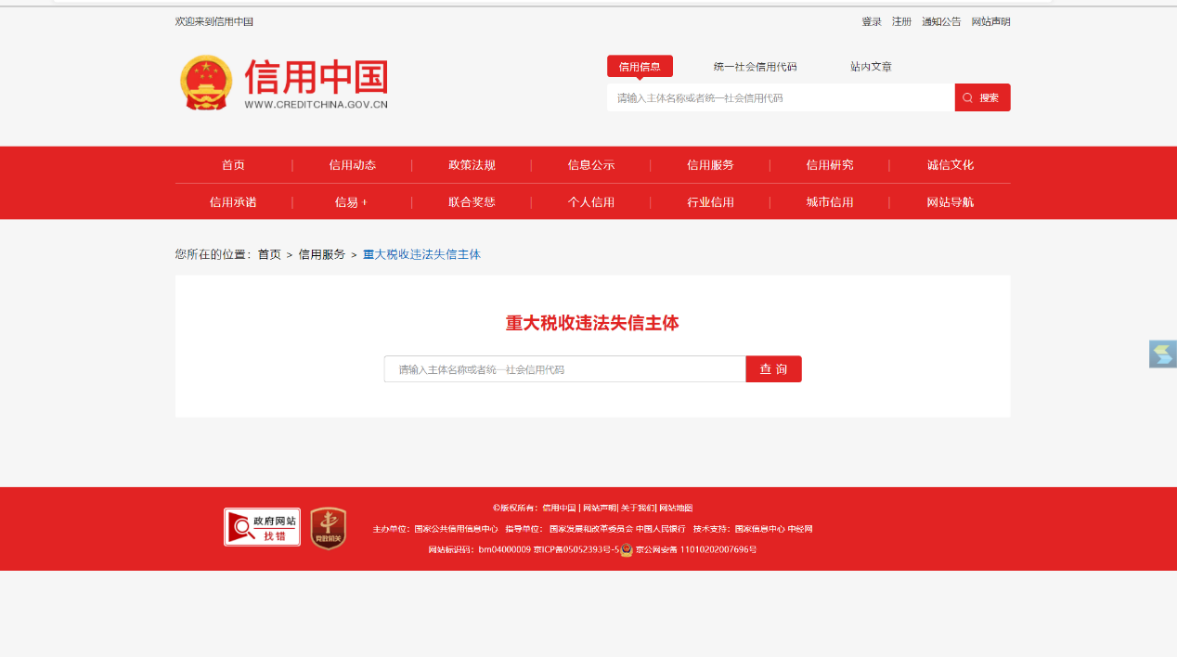 欢迎来到信用中国
登录 注册 通知公告 网站声明
信用中国
WWW.CREDITCHINA.GOV.CN
信用信息 统一社会信用代码 站内文章
请输入主体名称或者统一社会信用代码 搜索
首页 | 信用动态 | 政策法规 | 信息公示 | 信用服务 | 信用研究 | 诚信文化
信用承诺 | 信易+ | 联合奖惩 | 个人信用 | 行业信用 | 城市信用 | 网站导航
您所在的位置：首页 > 信用服务 > 重大税收违法失信主体
重大税收违法失信主体
请输入主体名称或者统一社会信用代码 查 询
政府网站
找错
党政机关
©版权所有：信用中国 | 网站声明| 关于我们| 网站地图
主办单位：国家公共信用信息中心 指导单位：国家发展和改革委员会 中国人民银行 技术支持：国家信息中心 中经网
网站标识码：bm04000009 京ICP备05052393号-5 京公网安备 11010202007696号